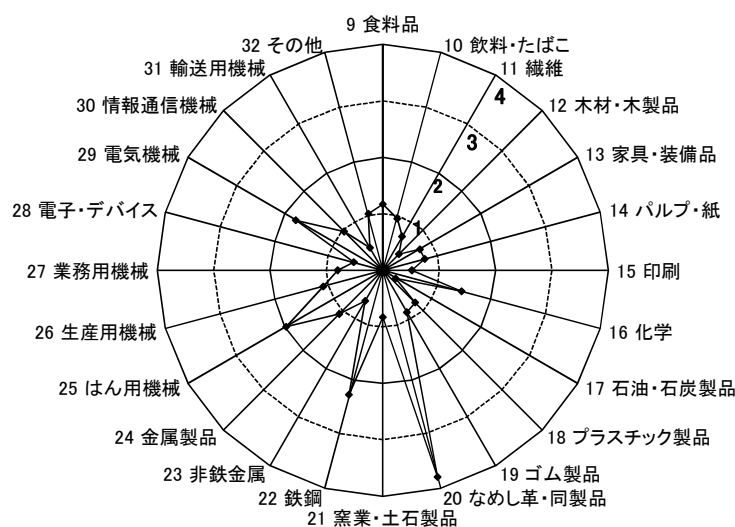 9 食料品
10 飲料・たばこ
11 繊維
12 木材・木製品
13 家具・装備品
14 パルプ・紙
15 印刷
16 化学
17 石油・石炭製品
18 プラスチック製品
19 ゴム製品
20 なめし革・同製品
21 窯業・土石製品
22 鉄鋼
23 非鉄金属
24 金属製品
25 はん用機械
26 生産用機械
27 業務用機械
28 電子・デバイス
29 電気機械
30 情報通信機械
31 輸送用機械
32 その他
4
3
2
1